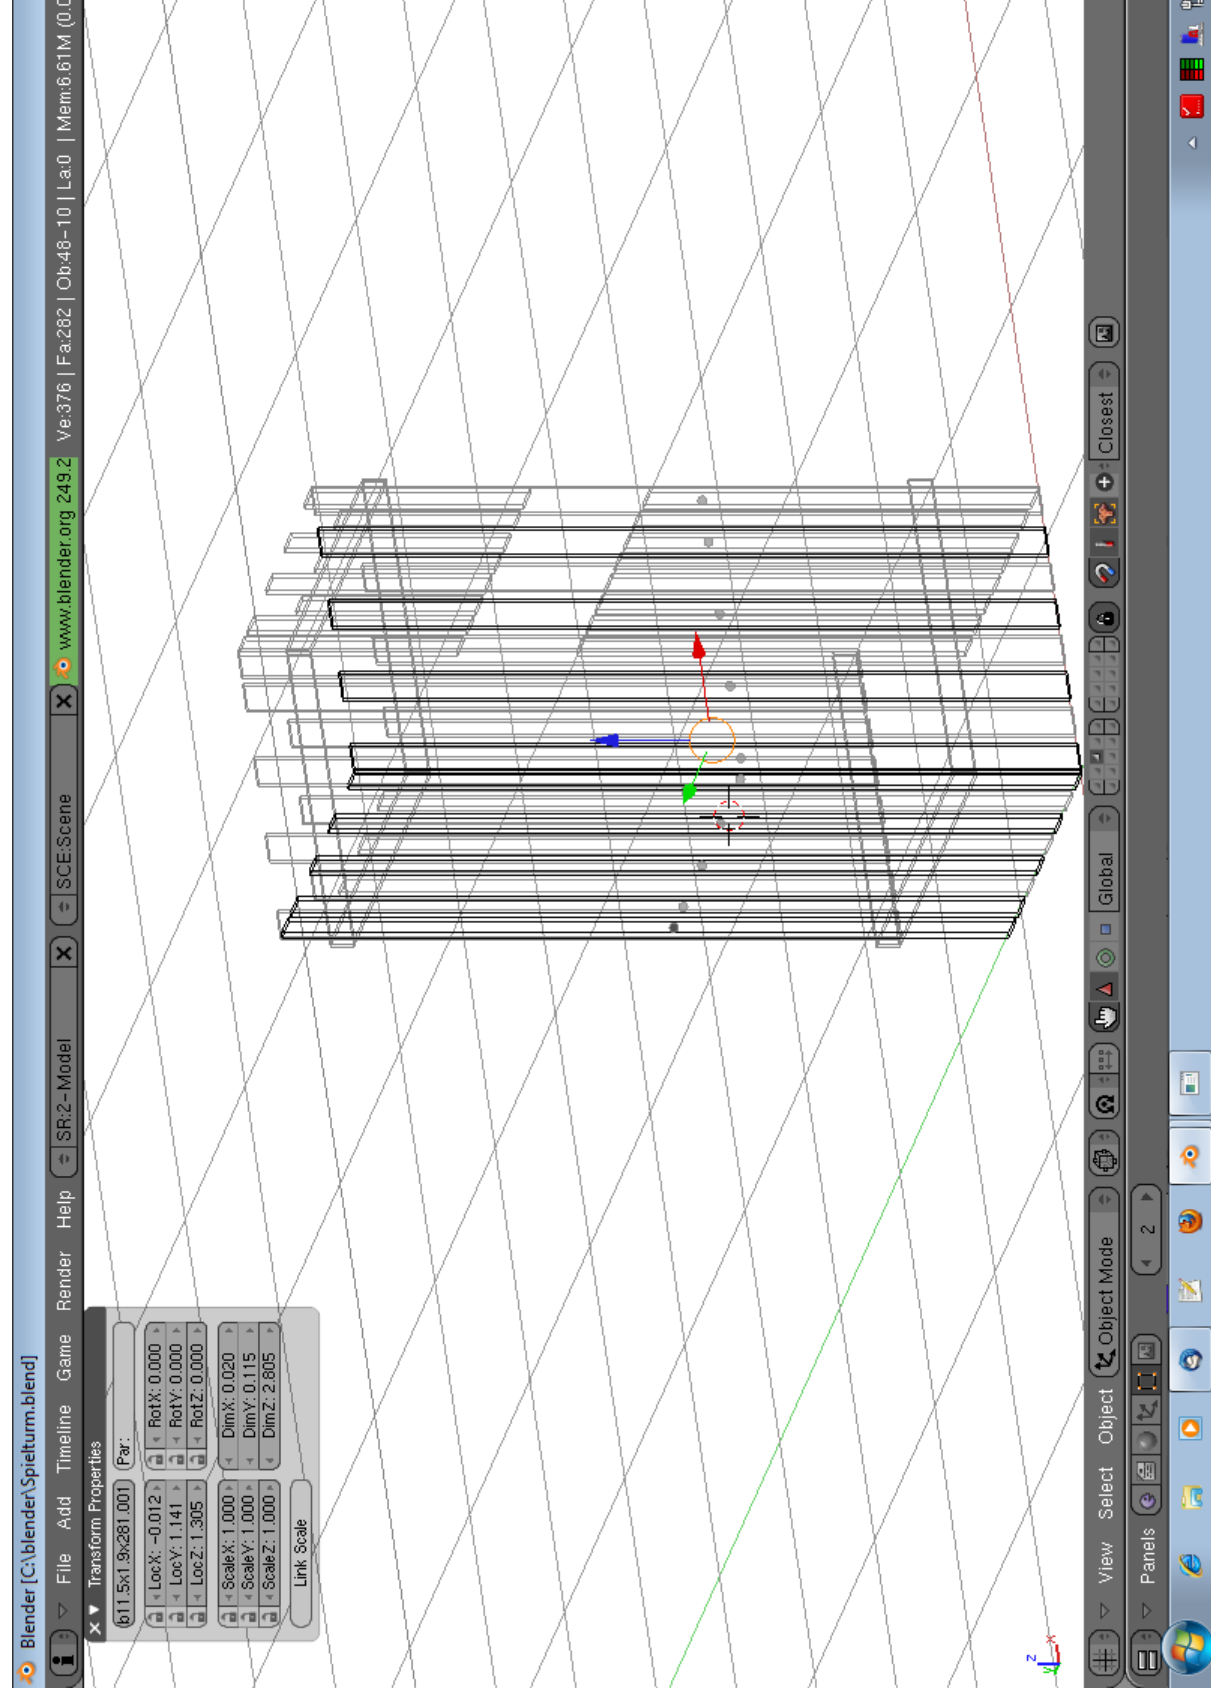 Blender [C:\blender\Spielturm.blend]
File Add Timeline Game Render Help SR:2-Model SCE:Scene www.blender.org 249.2 Ve:376 | Fa:282 | Ob:48-10 | La:0 | Mem:6.61M (0.0
Transform Properties
b11.5x1.9x281.001 Par:
LocX: -0.012 RotX: 0.000
LocY: 1.141 RotY: 0.000
LocZ: 1.305 RotZ: 0.000
ScaleX: 1.000 DimX: 0.020
ScaleY: 1.000 DimY: 0.115
ScaleZ: 1.000 DimZ: 2.805
Link Scale
z
x
y
View Select Object Object Mode Global Closest
Panels 2